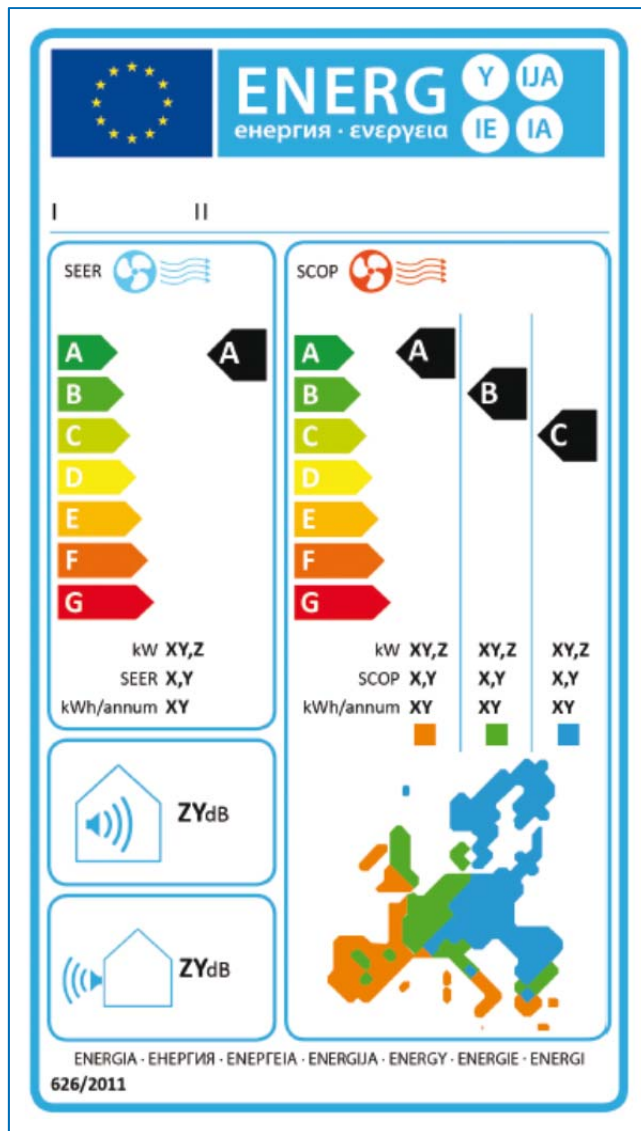 ENERG Y IJA
енергия · ενεργεια IE IA
I II
SEER
A A
B
C
D
E
F
G
kW XY,Z
SEER X,Y
kWh/annum XY
SCOP
A A
B B
C C
D
E
F
G
kW XY,Z XY,Z XY,Z
SCOP X,Y X,Y X,Y
kWh/annum XY XY XY
ZYdB
ZYdB
ENERGIA · ЕНЕРГИЯ · ΕΝΕΡΓΕΙΑ · ENERGIJA · ENERGY · ENERGIE · ENERGI
626/2011